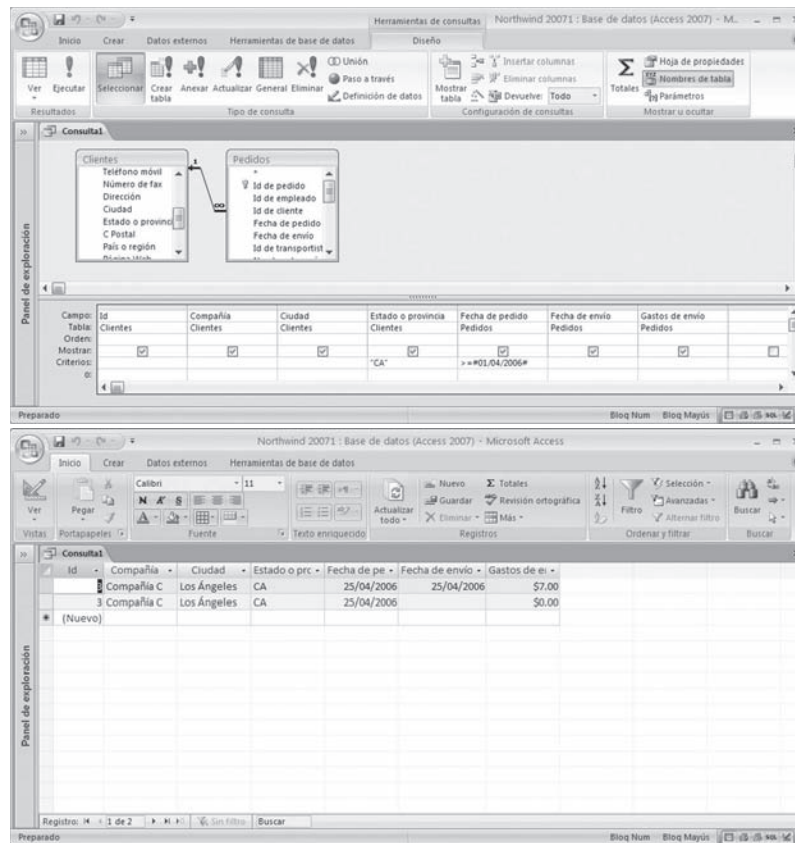 Herramientas de consultas
Northwind 20071 : Base de datos (Access 2007) - M...
Inicio Crear Datos externos Herramientas de base de datos Diseño
Ver Ejecutar Seleccionar Crear tabla Anexar Actualizar General Eliminar
Unión
Paso a través
Definición de datos
Mostrar tabla
Insertar columnas
Eliminar columnas
Devuelve: Todo
Totales
Hoja de propiedades
Nombres de tabla
Parámetros
Resultados Tipo de consulta Configuración de consultas Mostrar u ocultar
Consulta1
Panel de exploración
Clientes
Teléfono móvil
Número de fax
Dirección
Ciudad
Estado o provinci
C Postal
País o región
1
∞
Pedidos
*
Id de pedido
Id de empleado
Id de cliente
Fecha de pedido
Fecha de envío
Id de transportist
Campo: Id Compañía Ciudad Estado o provincia Fecha de pedido Fecha de envío Gastos de envío
Tabla: Clientes Clientes Clientes Clientes Pedidos Pedidos Pedidos
Orden:
Mostrar:
Criterios: "CA" >=#01/04/2006#
o:
Preparado Bloq Num Bloq Mayús
Northwind 20071 : Base de datos (Access 2007) - Microsoft Access
Inicio Crear Datos externos Herramientas de base de datos
Ver Pegar
Calibri 11
N K S
Actualizar todo
Nuevo
Guardar
Eliminar
Totales
Revisión ortográfica
Más
Filtro
Selección
Avanzadas
Alternar filtro
Buscar
Vistas Portapapeles Fuente Texto enriquecido Registros Ordenar y filtrar Buscar
Consulta1
Panel de exploración
Id Compañía Ciudad Estado o prc Fecha de pe Fecha de envío Gastos de ei
3 Compañía C Los Ángeles CA 25/04/2006 25/04/2006 $7.00
3 Compañía C Los Ángeles CA 25/04/2006 $0.00
(Nuevo)
Registro: 1 de 2 Sin filtro Buscar
Preparado Bloq Num Bloq Mayús